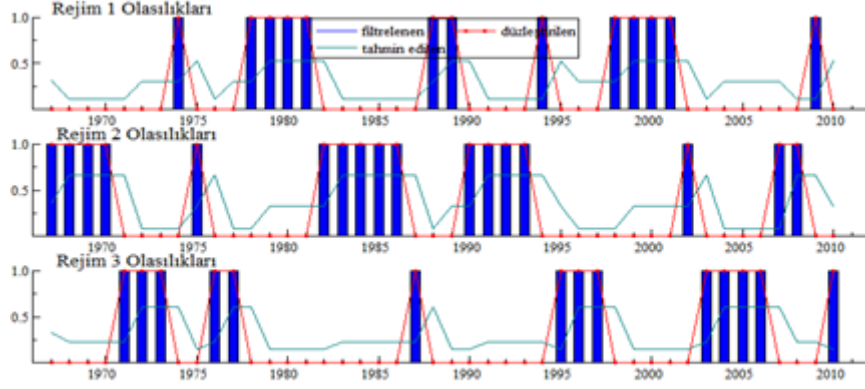 Rejim 1 Olasılıkları
filtrelenen
düzleştirilen
tahmin edilen
1.0
0.5
1970 1975 1980 1985 1990 1995 2000 2005 2010
Rejim 2 Olasılıkları
1.0
0.5
1970 1975 1980 1985 1990 1995 2000 2005 2010
Rejim 3 Olasılıkları
1.0
0.5
1970 1975 1980 1985 1990 1995 2000 2005 2010